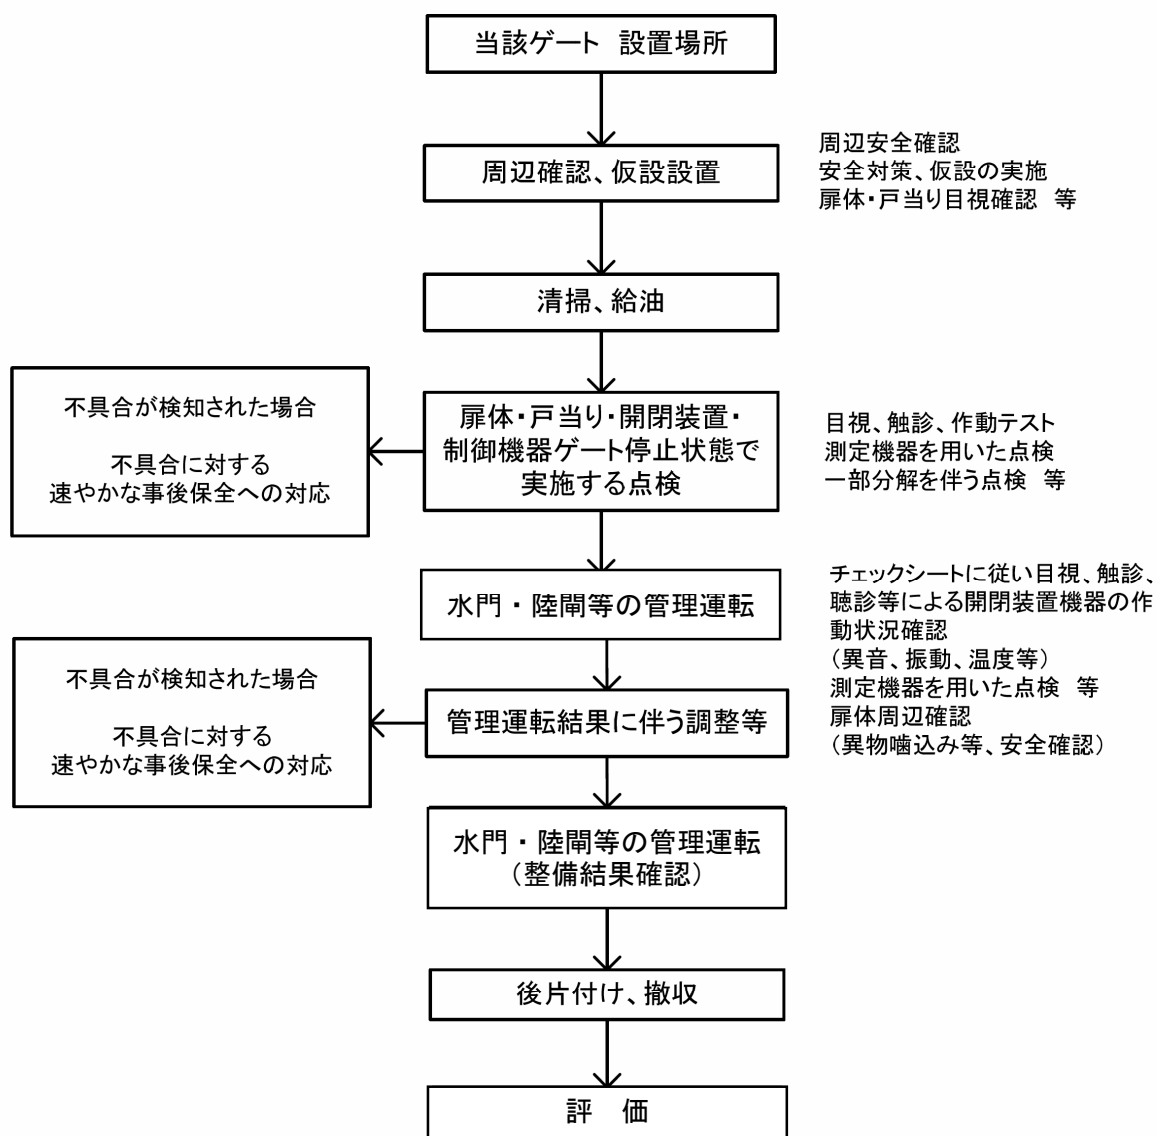 当該ゲート　設置場所
周辺確認、仮設設置
周辺安全確認
安全対策、仮設の実施
扉体・戸当り目視確認　等
清掃、給油
不具合が検知された場合
不具合に対する
速やかな事後保全への対応
扉体・戸当り・開閉装置・
制御機器ゲート停止状態で
実施する点検
目視、触診、作動テスト
測定機器を用いた点検
一部分解を伴う点検　等
水門・陸閘等の管理運転
チェックシートに従い目視、触診、
聴診等による開閉装置機器の作
動状況確認
（異音、振動、温度等）
測定機器を用いた点検　等
扉体周辺確認
（異物噛込み等、安全確認）
不具合が検知された場合
不具合に対する
速やかな事後保全への対応
管理運転結果に伴う調整等
水門・陸閘等の管理運転
（整備結果確認）
後片付け、撤収
評　価